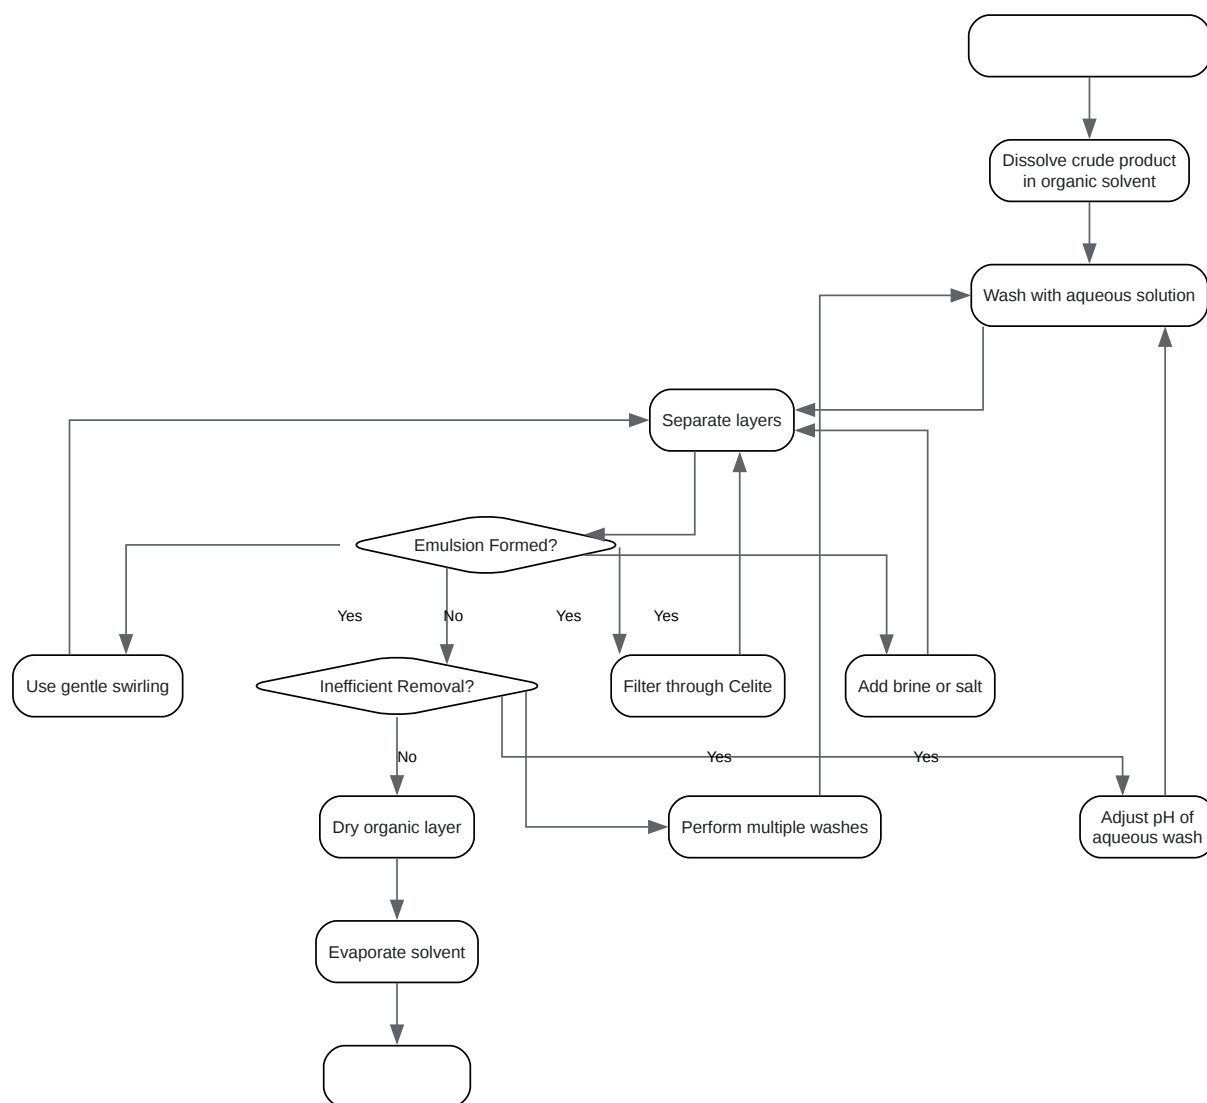 Dissolve crude product
in organic solvent
Wash with aqueous solution
Separate layers
Emulsion Formed?
Yes
No
Yes
Yes
Use gentle swirling
Inefficient Removal?
Filter through Celite
Add brine or salt
No
Yes
Yes
Dry organic layer
Perform multiple washes
Adjust pH of
aqueous wash
Evaporate solvent